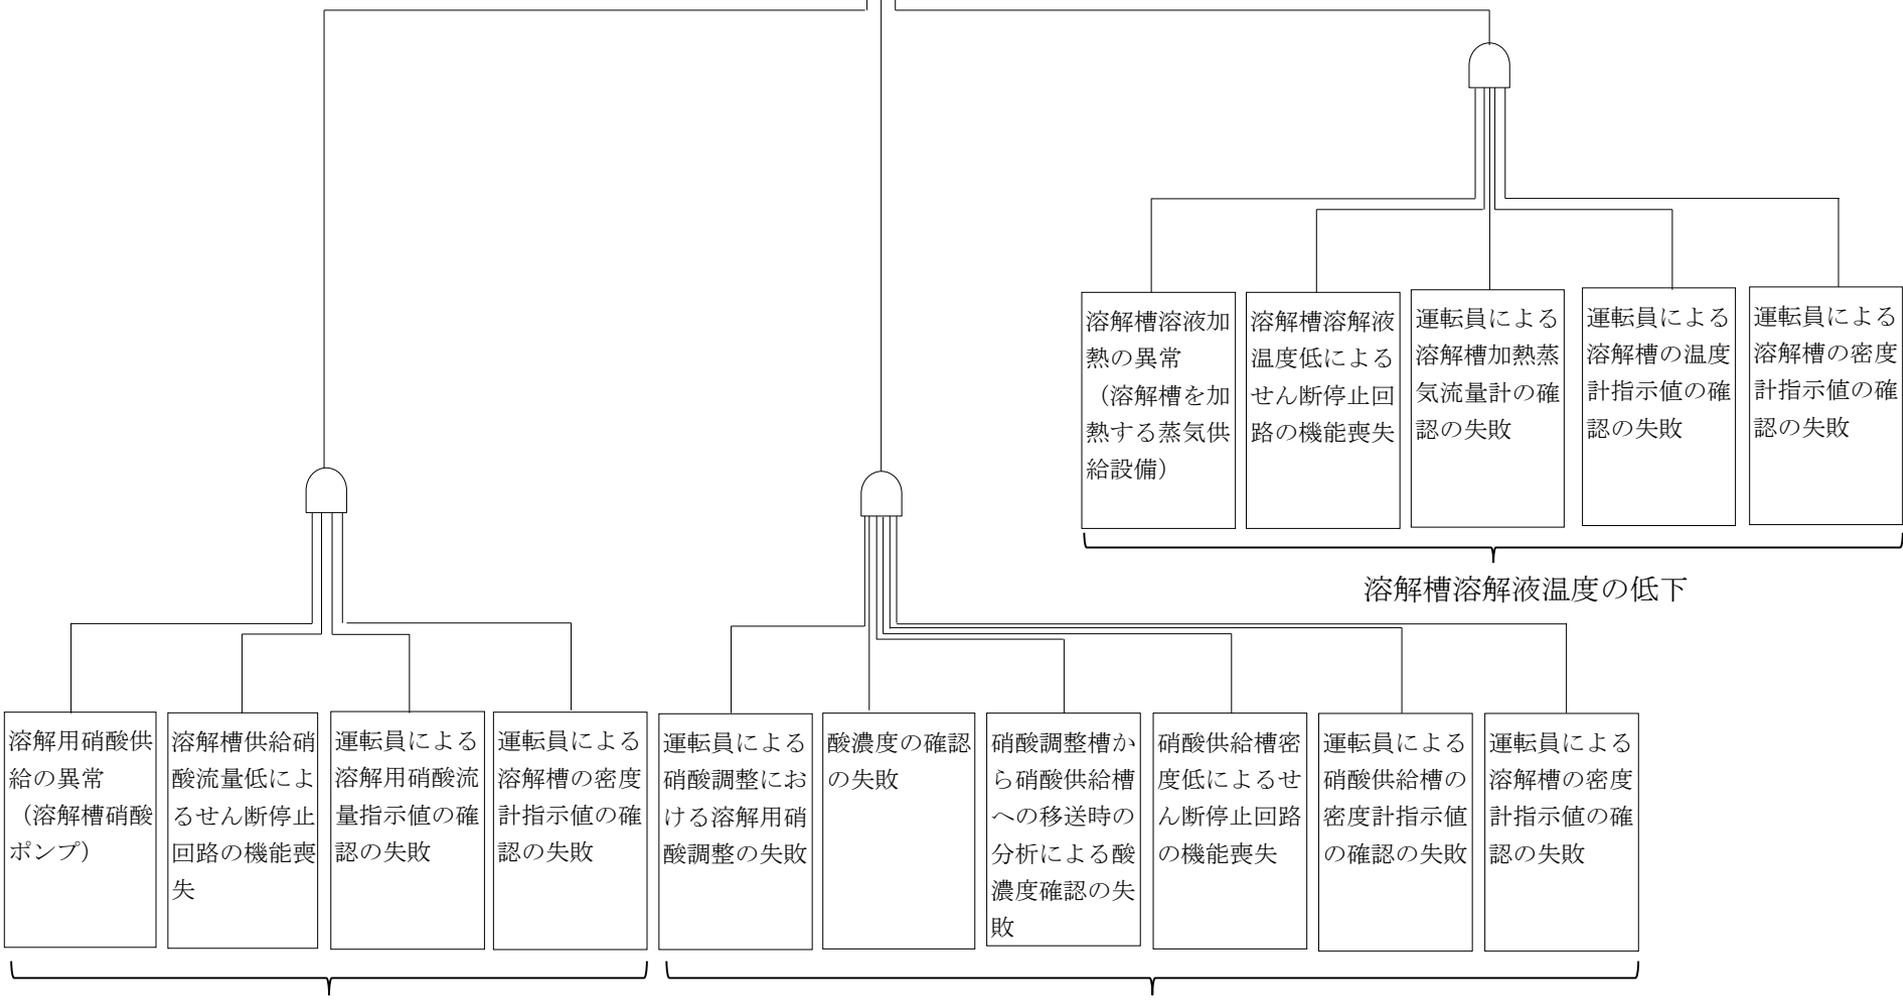 溶解槽溶液加
熱の異常
（溶解槽を加
熱する蒸気供
給設備）
溶解槽溶解液
温度低による
せん断停止回
路の機能喪失
運転員による
溶解槽加熱蒸
気流量計の確
認の失敗
運転員による
溶解槽の温度
計指示値の確
認の失敗
運転員による
溶解槽の密度
計指示値の確
認の失敗
溶解槽溶解液温度の低下
溶解用硝酸供
給の異常
（溶解槽硝酸
ポンプ）
溶解槽供給硝
酸流量低によ
るせん断停止
回路の機能喪
失
運転員による
溶解用硝酸流
量指示値の確
認の失敗
運転員による
溶解槽の密度
計指示値の確
認の失敗
運転員による
硝酸調整にお
ける溶解用硝
酸調整の失敗
酸濃度の確認
の失敗
硝酸調整槽か
ら硝酸供給槽
への移送時の
分析による酸
濃度確認の失
敗
硝酸供給槽密
度低によるせ
ん断停止回路
の機能喪失
運転員による
硝酸供給槽の
密度計指示値
の確認の失敗
運転員による
溶解槽の密度
計指示値の確
認の失敗